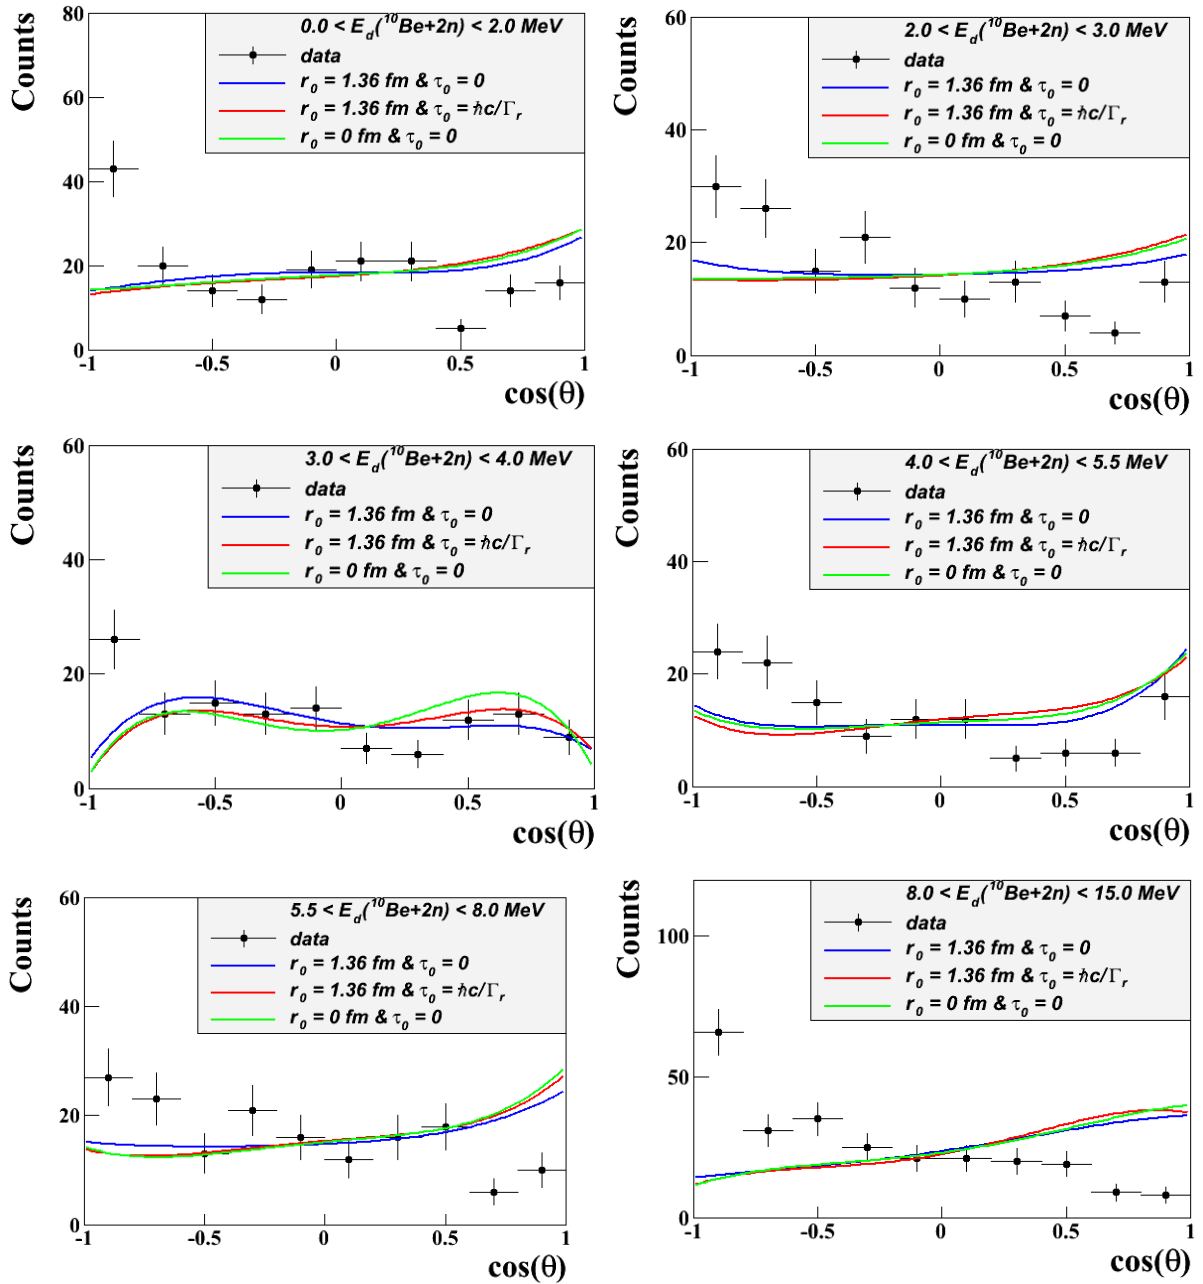 Counts
80
60
40
20
0
0.0 < E_d(^10Be+2n) < 2.0 MeV
data
r_0 = 1.36 fm & τ_0 = 0
r_0 = 1.36 fm & τ_0 = ħc/Γ_r
r_0 = 0 fm & τ_0 = 0
-1 -0.5 0 0.5 1
cos(θ)
Counts
60
40
20
0
2.0 < E_d(^10Be+2n) < 3.0 MeV
data
r_0 = 1.36 fm & τ_0 = 0
r_0 = 1.36 fm & τ_0 = ħc/Γ_r
r_0 = 0 fm & τ_0 = 0
-1 -0.5 0 0.5 1
cos(θ)
Counts
60
40
20
0
3.0 < E_d(^10Be+2n) < 4.0 MeV
data
r_0 = 1.36 fm & τ_0 = 0
r_0 = 1.36 fm & τ_0 = ħc/Γ_r
r_0 = 0 fm & τ_0 = 0
-1 -0.5 0 0.5 1
cos(θ)
Counts
60
40
20
0
4.0 < E_d(^10Be+2n) < 5.5 MeV
data
r_0 = 1.36 fm & τ_0 = 0
r_0 = 1.36 fm & τ_0 = ħc/Γ_r
r_0 = 0 fm & τ_0 = 0
-1 -0.5 0 0.5 1
cos(θ)
Counts
60
40
20
0
5.5 < E_d(^10Be+2n) < 8.0 MeV
data
r_0 = 1.36 fm & τ_0 = 0
r_0 = 1.36 fm & τ_0 = ħc/Γ_r
r_0 = 0 fm & τ_0 = 0
-1 -0.5 0 0.5 1
cos(θ)
Counts
100
50
0
8.0 < E_d(^10Be+2n) < 15.0 MeV
data
r_0 = 1.36 fm & τ_0 = 0
r_0 = 1.36 fm & τ_0 = ħc/Γ_r
r_0 = 0 fm & τ_0 = 0
-1 -0.5 0 0.5 1
cos(θ)